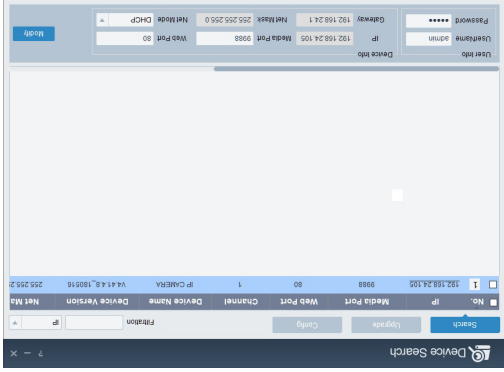 Device Search ? – ×
Search Upgrade Config Filtration IP
No. IP Media Port Web Port Channel Device Name Device Version Net Ma
1 192.168.24.105 9988 80 1 IP CAMERA V4.41.4.8_180516 255.255.25
User Info Device Info
UserName admin IP 192.168.24.105 Media Port 9988 Web Port 80 Modify
Password ••••• Gateway 192.168.24.1 Net Mask 255.255.255.0 Net Mode DHCP